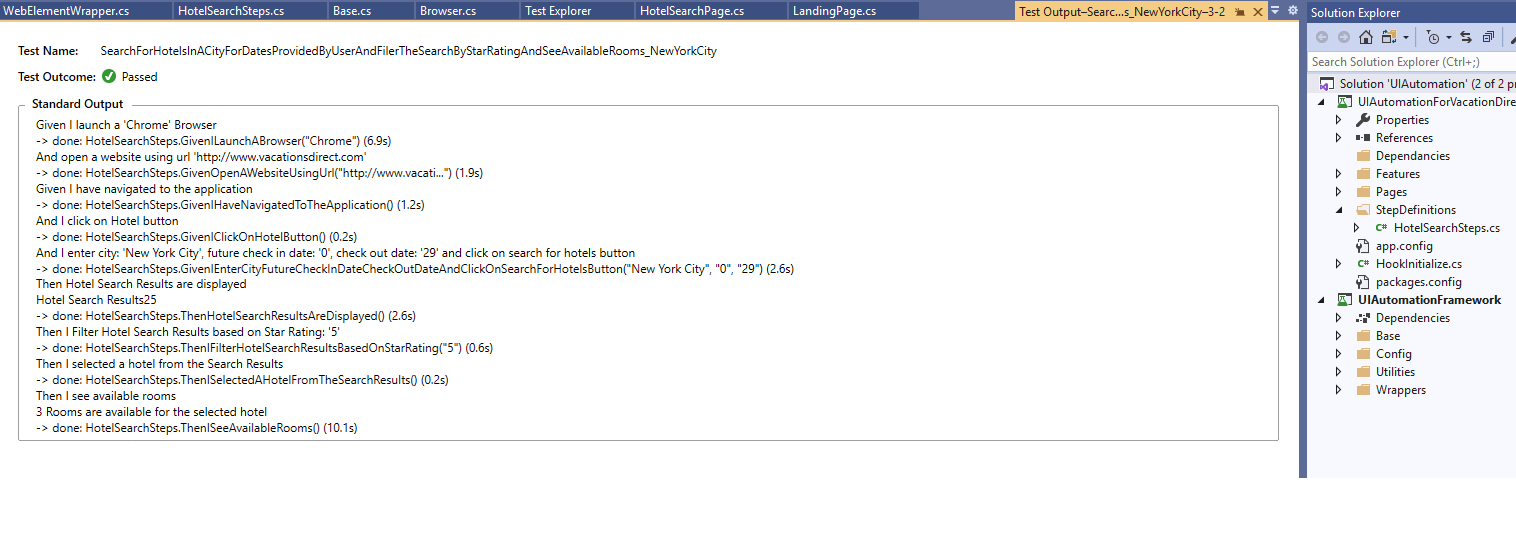 WebElementWrapper.cs HotelSearchSteps.cs Base.cs Browser.cs Test Explorer HotelSearchPage.cs LandingPage.cs Test Output–Searc...s_NewYorkCity–3-2
Test Name: SearchForHotelsInACityForDatesProvidedByUserAndFilerTheSearchByStarRatingAndSeeAvailableRooms_NewYorkCity
Test Outcome: Passed
Standard Output
Given I launch a 'Chrome' Browser
-> done: HotelSearchSteps.GivenILaunchABrowser("Chrome") (6.9s)
And open a website using url 'http://www.vacationsdirect.com'
-> done: HotelSearchSteps.GivenOpenAWebsiteUsingUrl("http://www.vacati...") (1.9s)
Given I have navigated to the application
-> done: HotelSearchSteps.GivenIHaveNavigatedToTheApplication() (1.2s)
And I click on Hotel button
-> done: HotelSearchSteps.GivenIClickOnHotelButton() (0.2s)
And I enter city: 'New York City', future check in date: '0', check out date: '29' and click on search for hotels button
-> done: HotelSearchSteps.GivenIEnterCityFutureCheckInDateCheckOutDateAndClickOnSearchForHotelsButton("New York City", "0", "29") (2.6s)
Then Hotel Search Results are displayed
Hotel Search Results25
-> done: HotelSearchSteps.ThenHotelSearchResultsAreDisplayed() (2.6s)
Then I Filter Hotel Search Results based on Star Rating: '5'
-> done: HotelSearchSteps.ThenIFilterHotelSearchResultsBasedOnStarRating("5") (0.6s)
Then I selected a hotel from the Search Results
-> done: HotelSearchSteps.ThenISelectedAHotelFromTheSearchResults() (0.2s)
Then I see available rooms
3 Rooms are available for the selected hotel
-> done: HotelSearchSteps.ThenISeeAvailableRooms() (10.1s)
Solution Explorer
Search Solution Explorer (Ctrl+;)
Solution 'UIAutomation' (2 of 2 pr
UIAutomationForVacationDire
Properties
References
Dependancies
Features
Pages
StepDefinitions
C# HotelSearchSteps.cs
app.config
C# HookInitialize.cs
packages.config
UIAutomationFramework
Dependencies
Base
Config
Utilities
Wrappers